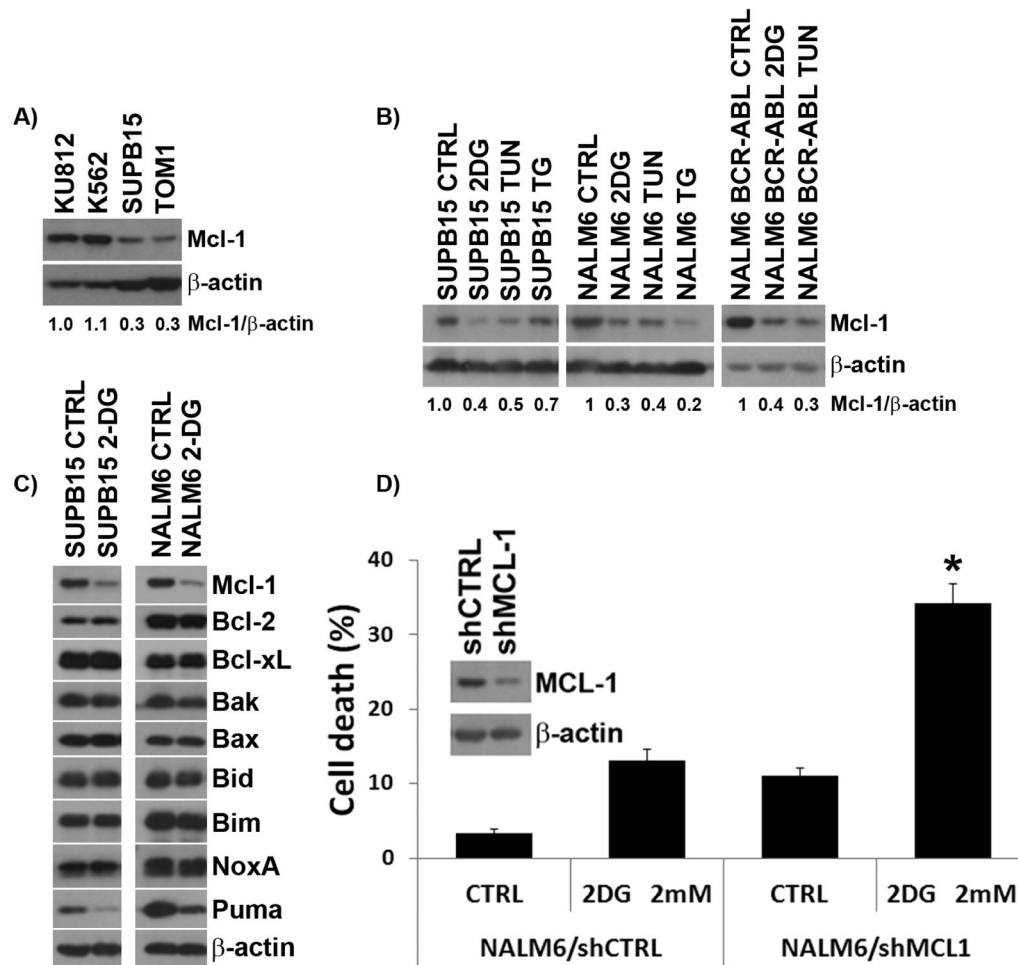 A)
KU812
K562
SUPB15
TOM1
Mcl-1
β-actin
1.0 1.1 0.3 0.3 Mcl-1/β-actin
B)
SUPB15 CTRL
SUPB15 2DG
SUPB15 TUN
SUPB15 TG
NALM6 CTRL
NALM6 2DG
NALM6 TUN
NALM6 TG
NALM6 BCR-ABL CTRL
NALM6 BCR-ABL 2DG
NALM6 BCR-ABL TUN
Mcl-1
β-actin
1.0 0.4 0.5 0.7 1 0.3 0.4 0.2 1 0.4 0.3 Mcl-1/β-actin
C)
SUPB15 CTRL
SUPB15 2-DG
NALM6 CTRL
NALM6 2-DG
Mcl-1
Bcl-2
Bcl-xL
Bak
Bax
Bid
Bim
NoxA
Puma
β-actin
D)
Cell death (%)
40
30
20
10
0
shCTRL
shMCL-1
MCL-1
β-actin
*
CTRL 2DG 2mM CTRL 2DG 2mM
NALM6/shCTRL NALM6/shMCL1